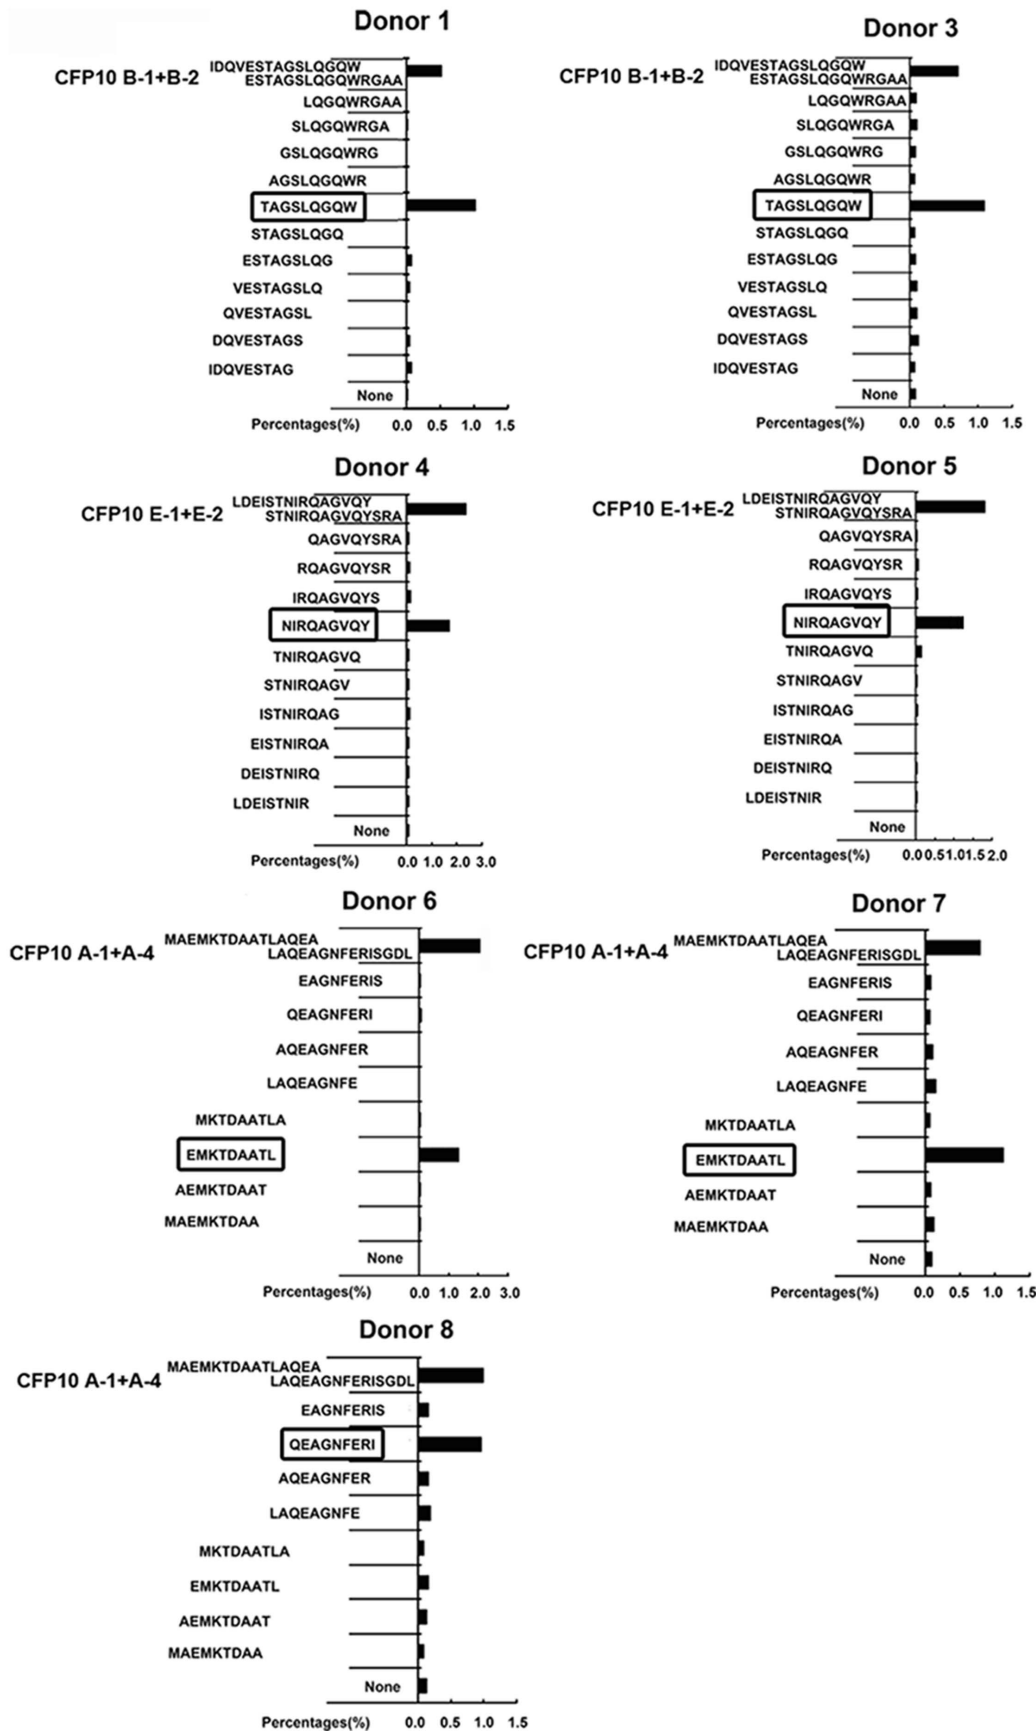 Donor 1
CFP10 B-1+B-2
IDQVESTAGSLQGQW
ESTAGSLQGQWRGAA
LQGQWRGAA
SLQGQWRGA
GSLQGQWRG
AGSLQGQWR
TAGSLQGQW
STAGSLQGQ
ESTAGSLQG
VESTAGSLQ
QVESTAGSL
DQVESTAGS
IDQVESTAG
None
Percentages(%)
0.0 0.5 1.0 1.5
Donor 3
CFP10 B-1+B-2
IDQVESTAGSLQGQW
ESTAGSLQGQWRGAA
LQGQWRGAA
SLQGQWRGA
GSLQGQWRG
AGSLQGQWR
TAGSLQGQW
STAGSLQGQ
ESTAGSLQG
VESTAGSLQ
QVESTAGSL
DQVESTAGS
IDQVESTAG
None
Percentages(%)
0.0 0.5 1.0 1.5
Donor 4
CFP10 E-1+E-2
LDEISTNIRQAGVQY
STNIRQAGVQYSRA
QAGVQYSRA
RQAGVQYSR
IRQAGVQYS
NIRQAGVQY
TNIRQAGVQ
STNIRQAGV
ISTNIRQAG
EISTNIRQA
DEISTNIRQ
LDEISTNIR
None
Percentages(%)
0.0 1.0 2.0 3.0
Donor 5
CFP10 E-1+E-2
LDEISTNIRQAGVQY
STNIRQAGVQYSRA
QAGVQYSRA
RQAGVQYSR
IRQAGVQYS
NIRQAGVQY
TNIRQAGVQ
STNIRQAGV
ISTNIRQAG
EISTNIRQA
DEISTNIRQ
LDEISTNIR
None
Percentages(%)
0.0 0.5 1.0 1.5 2.0
Donor 6
CFP10 A-1+A-4
MAEMKTDAATLAQEA
LAQEAGNFERISGDL
EAGNFERIS
QEAGNFERI
AQEAGNFER
LAQEAGNFE
MKTDAATLA
EMKTDAATL
AEMKTDAAT
MAEMKTDAA
None
Percentages(%)
0.0 1.0 2.0 3.0
Donor 7
CFP10 A-1+A-4
MAEMKTDAATLAQEA
LAQEAGNFERISGDL
EAGNFERIS
QEAGNFERI
AQEAGNFER
LAQEAGNFE
MKTDAATLA
EMKTDAATL
AEMKTDAAT
MAEMKTDAA
None
Percentages(%)
0.0 0.5 1.0 1.5
Donor 8
CFP10 A-1+A-4
MAEMKTDAATLAQEA
LAQEAGNFERISGDL
EAGNFERIS
QEAGNFERI
AQEAGNFER
LAQEAGNFE
MKTDAATLA
EMKTDAATL
AEMKTDAAT
MAEMKTDAA
None
Percentages(%)
0.0 0.5 1.0 1.5